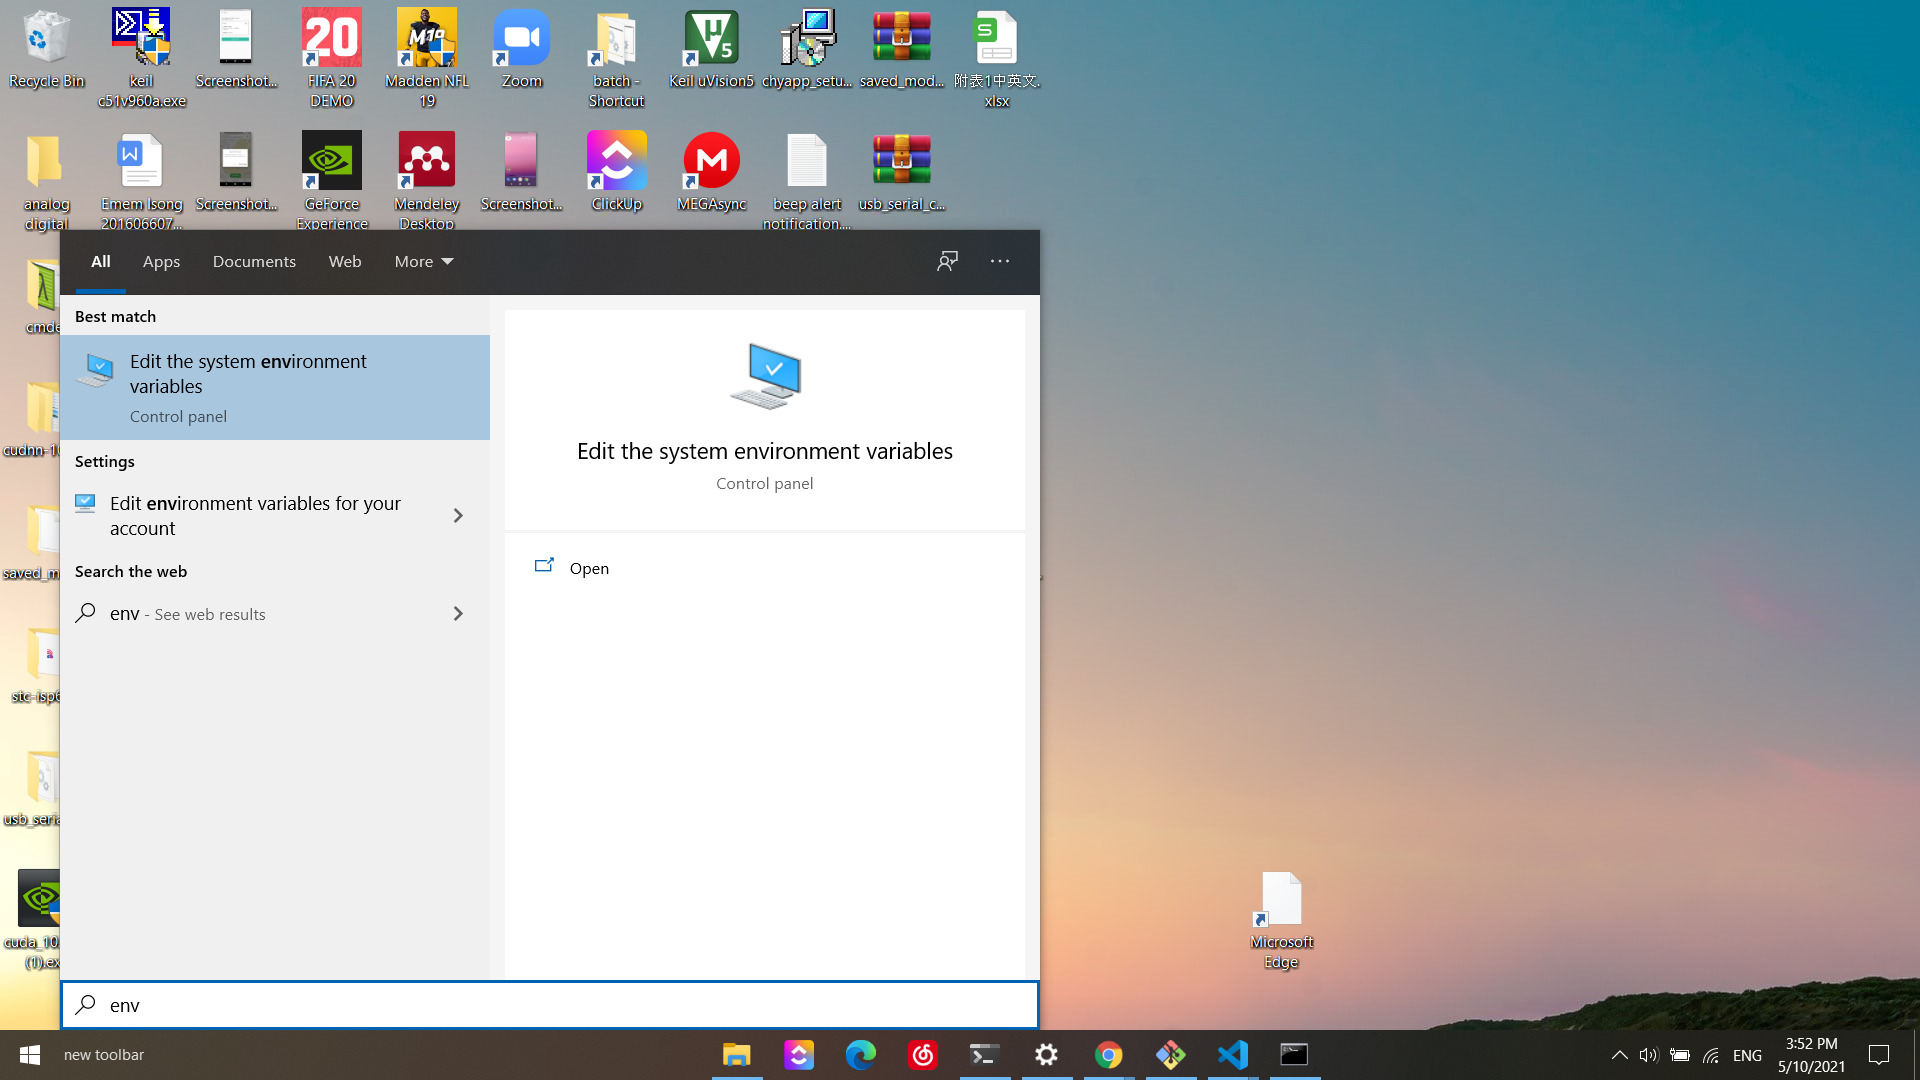 Recycle Bin
keil
c51v960a.exe
Screenshot...
FIFA 20
DEMO
Madden NFL
19
Zoom
batch -
Shortcut
Keil uVision5
chyapp_setu...
saved_mod...
附表1中英文.
xlsx
analog
digital
Emem Isong
201606607...
Screenshot...
GeForce
Experience
Mendeley
Desktop
Screenshot...
ClickUp
MEGAsync
beep alert
notification....
usb_serial_c...
All
Apps
Documents
Web
More
Best match
Edit the system environment
variables
Control panel
Settings
Edit environment variables for your
account
Search the web
env - See web results
Edit the system environment variables
Control panel
Open
cmde
cudnn-10
saved_m
stc-isp6
usb_seria
cuda_10.
(1).ex
Microsoft
Edge
env
new toolbar
ENG
3:52 PM
5/10/2021